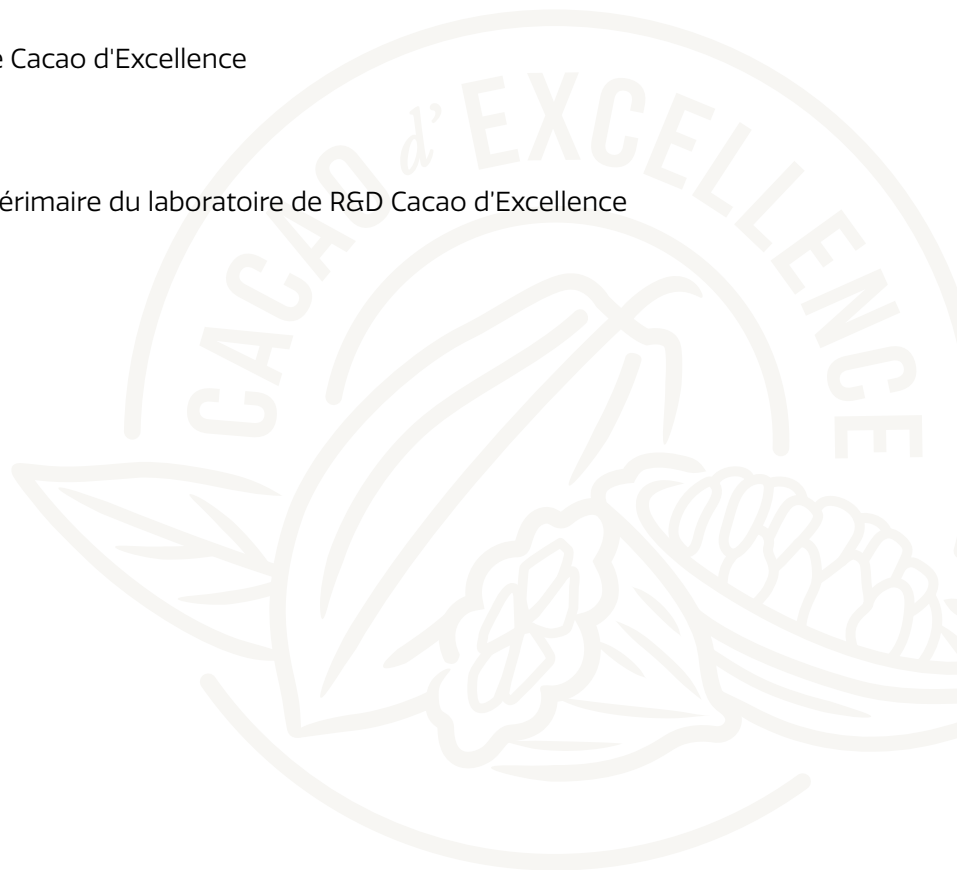 e Cacao d'Excellence
érimaire du laboratoire de R&D Cacao d'Excellence
CACAO d' EXCELLENCE